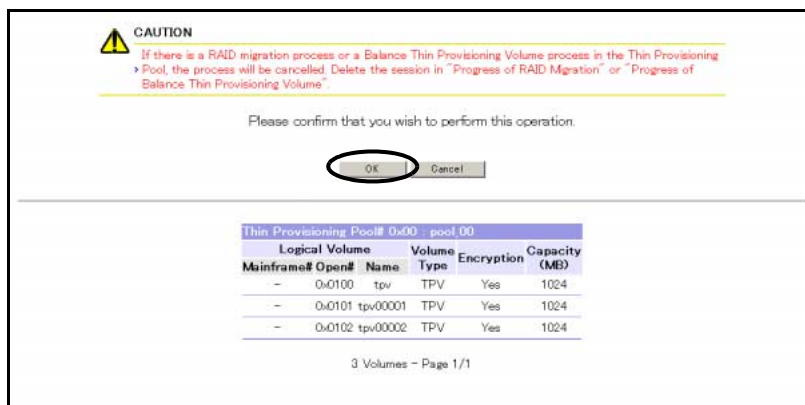 CAUTION
If there is a RAID migration process or a Balance Thin Provisioning Volume process in the Thin Provisioning
Pool, the process will be cancelled. Delete the session in "Progress of RAID Migration" or "Progress of
Balance Thin Provisioning Volume".
Please confirm that you wish to perform this operation.
OK Cancel
Thin Provisioning Pool# 0x00 : pool_00
Logical Volume Volume Type Encryption Capacity (MB)
Mainframe# Open# Name
- 0x0100 tpv TPV Yes 1024
- 0x0101 tpv00001 TPV Yes 1024
- 0x0102 tpv00002 TPV Yes 1024
3 Volumes - Page 1/1